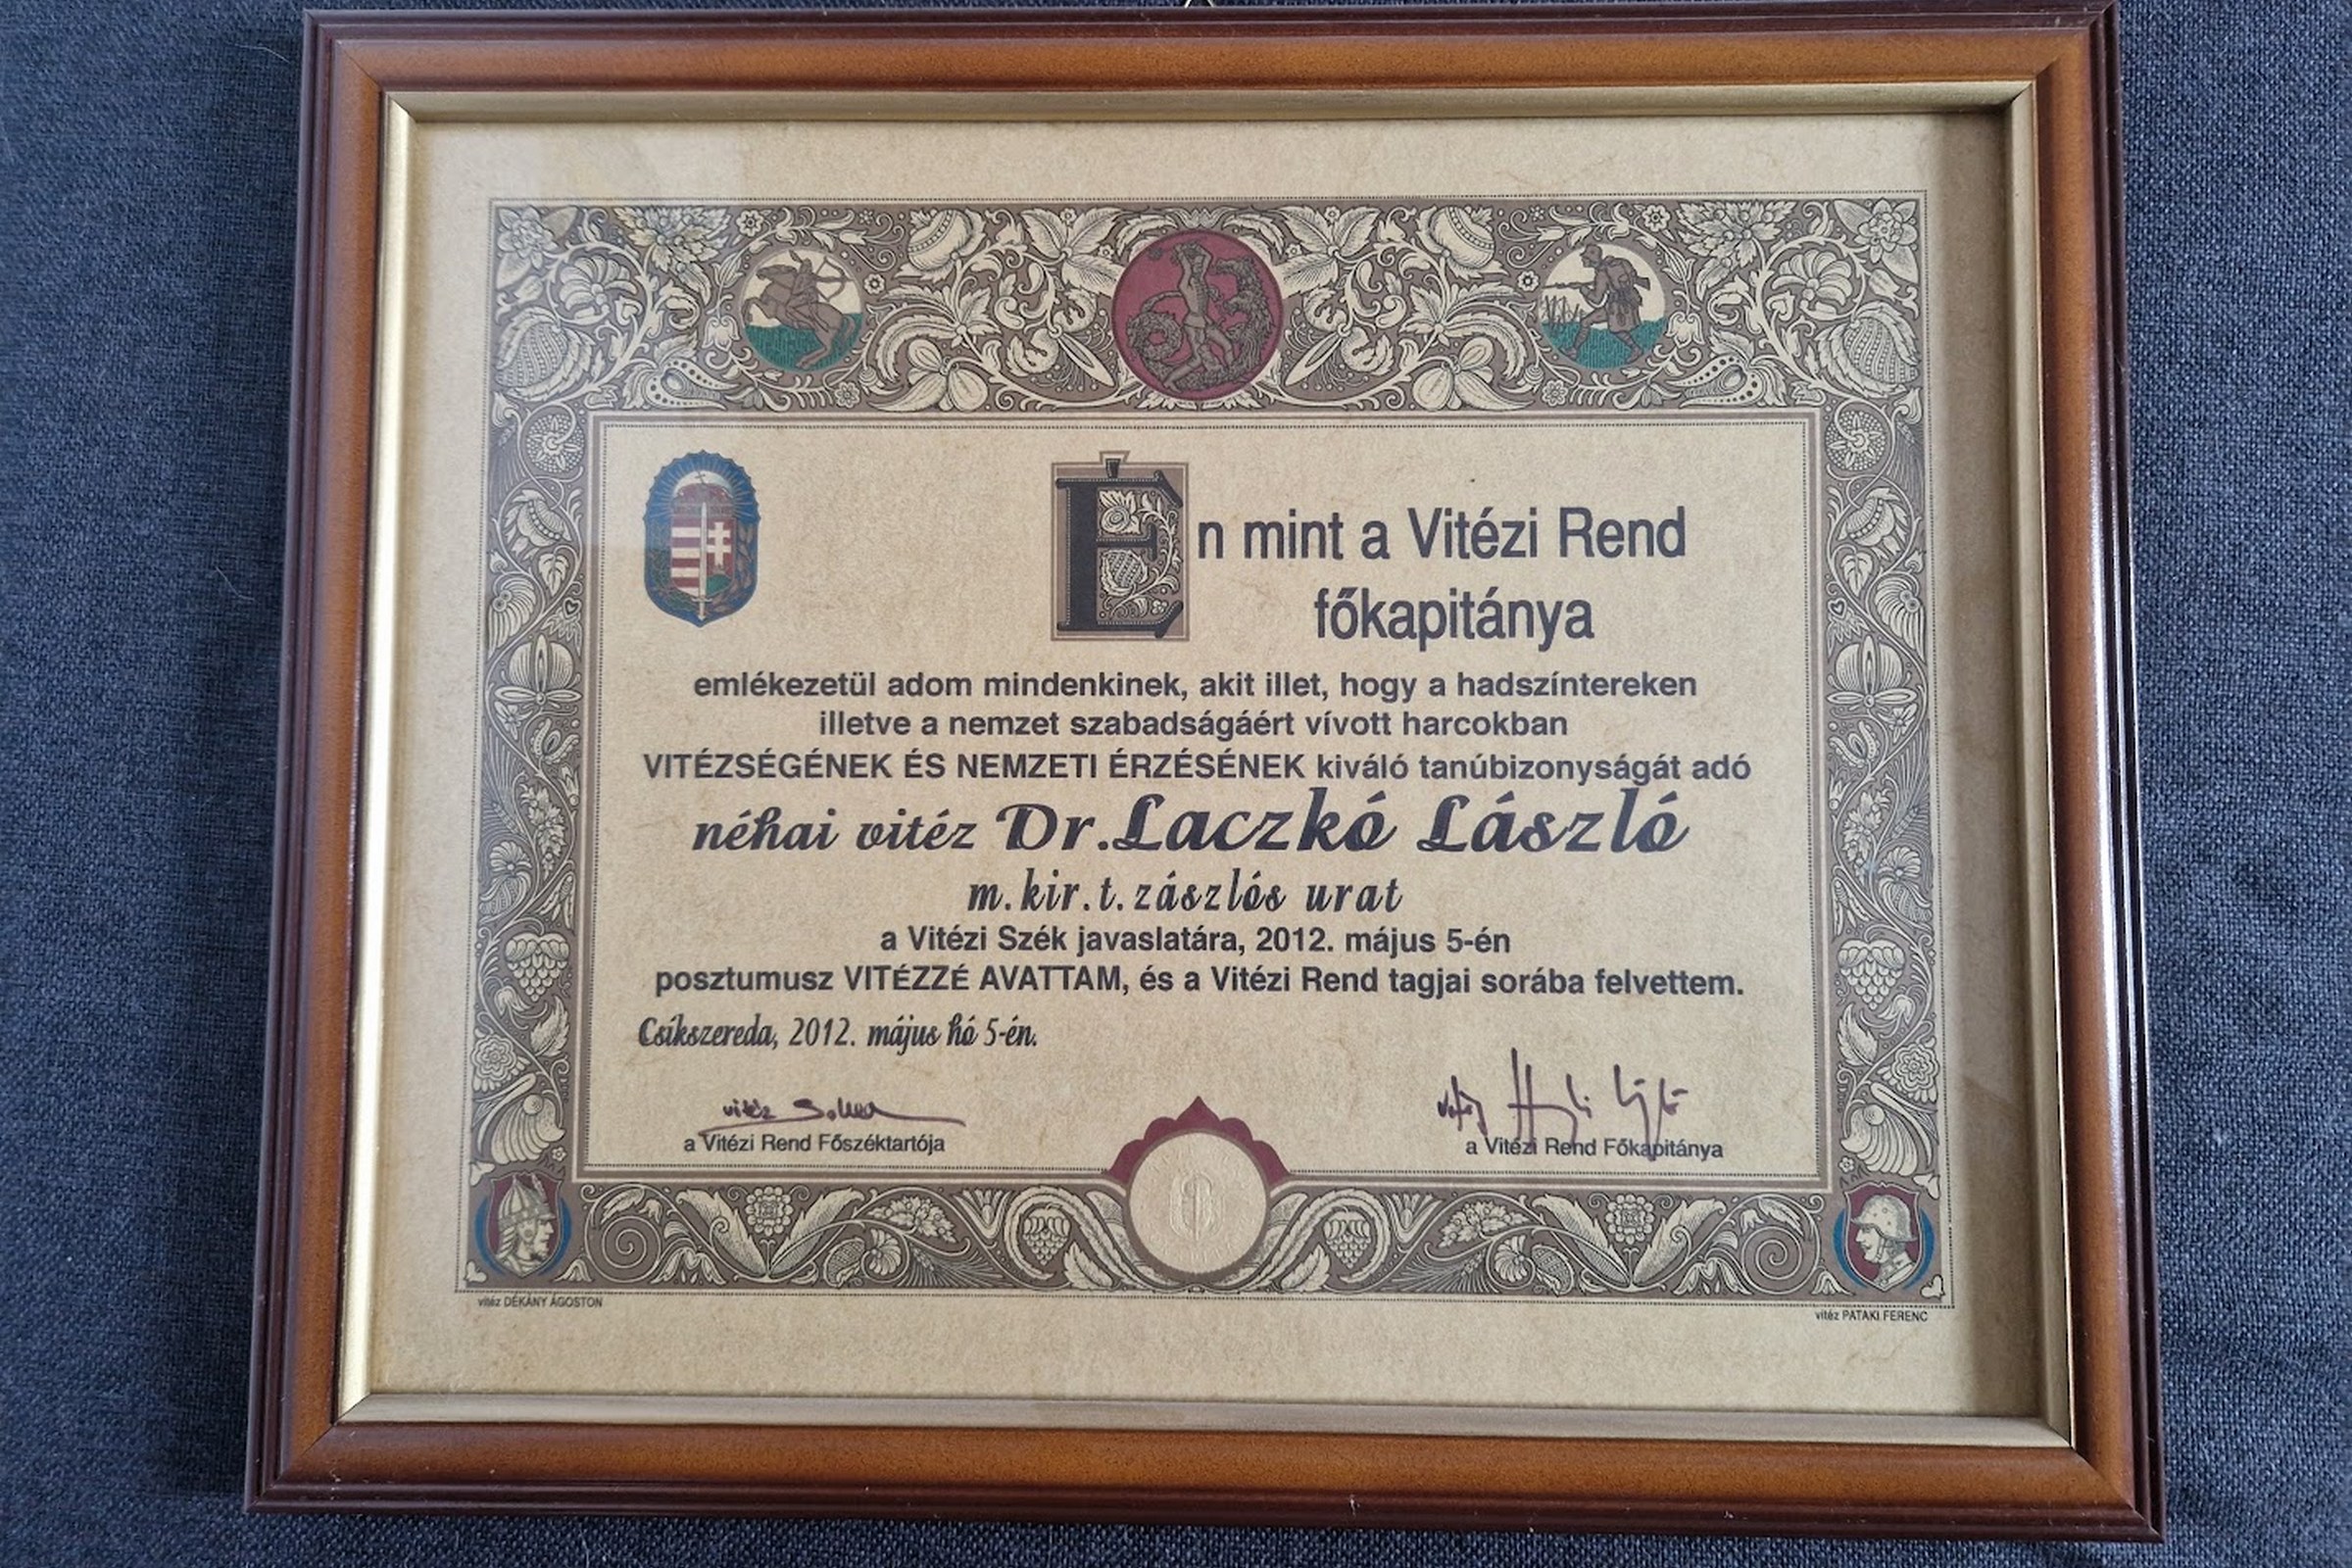 Én mint a Vitézi Rend
főkapitánya
emlékezetül adom mindenkinek, akit illet, hogy a hadszíntereken
illetve a nemzet szabadságáért vívott harcokban
VITÉZSÉGÉNEK ÉS NEMZETI ÉRZÉSÉNEK kiváló tanúbizonyságát adó
néhai vitéz Dr. Laczkó László
m. kir. t. zászlós urat
a Vitézi Szék javaslatára, 2012. május 5-én
posztumusz VITÉZZÉ AVATTAM, és a Vitézi Rend tagjai sorába felvettem.
Csíkszereda, 2012. május hó 5-én.
vitéz
a Vitézi Rend Főszéktartója
a Vitézi Rend Főkapitánya
vitéz DÉKÁNY ÁGOSTON
vitéz PATAKI FERENC